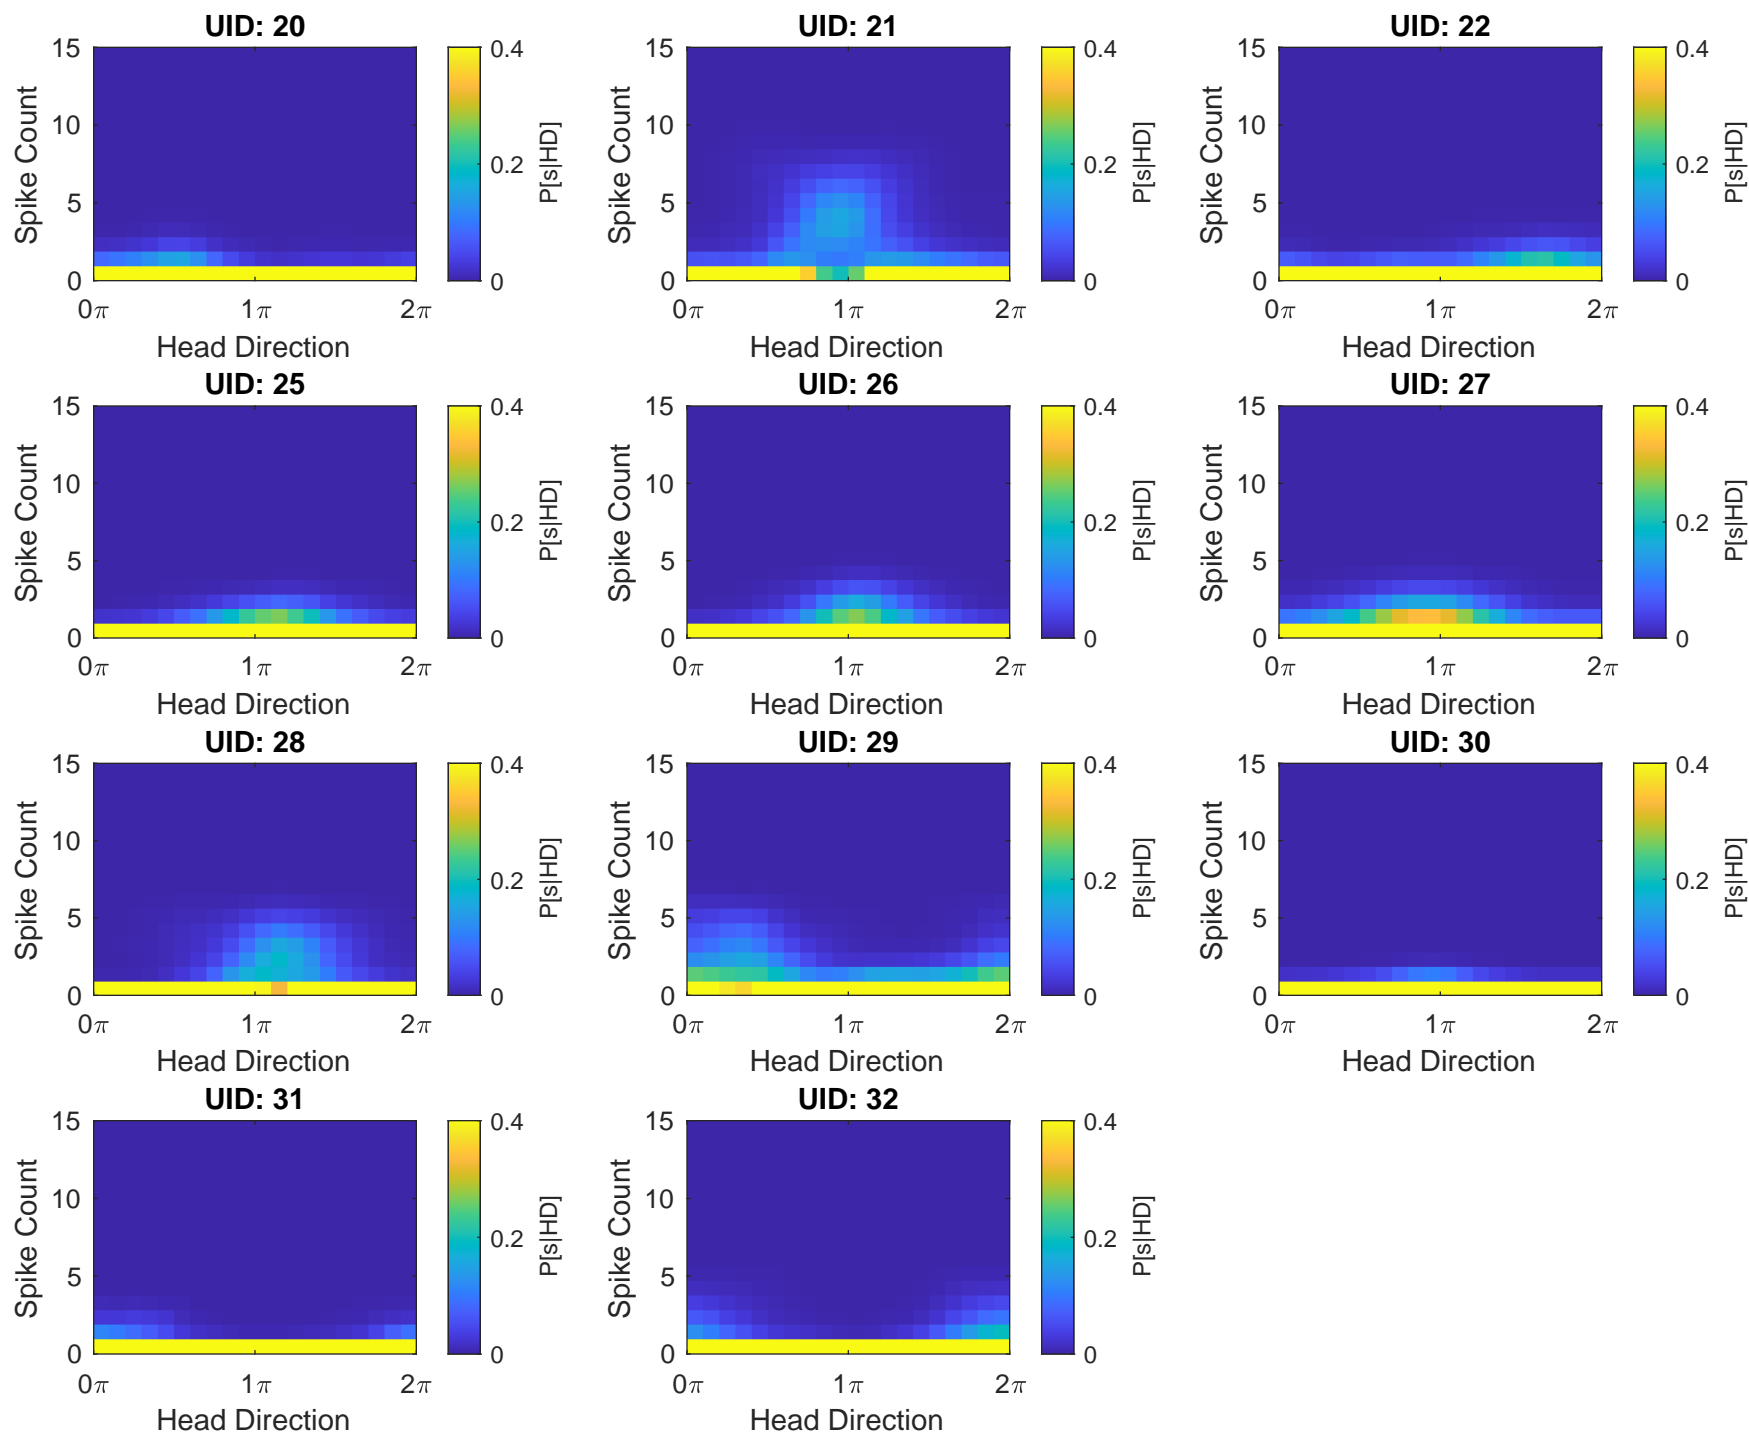 UID: 20
15
10
5
0
Spike Count
0π 1π 2π
Head Direction
0.4
0.2
0
P[s|HD]
UID: 21
15
10
5
0
Spike Count
0π 1π 2π
Head Direction
0.4
0.2
0
P[s|HD]
UID: 22
15
10
5
0
Spike Count
0π 1π 2π
Head Direction
0.4
0.2
0
P[s|HD]
UID: 25
15
10
5
0
Spike Count
0π 1π 2π
Head Direction
0.4
0.2
0
P[s|HD]
UID: 26
15
10
5
0
Spike Count
0π 1π 2π
Head Direction
0.4
0.2
0
P[s|HD]
UID: 27
15
10
5
0
Spike Count
0π 1π 2π
Head Direction
0.4
0.2
0
P[s|HD]
UID: 28
15
10
5
0
Spike Count
0π 1π 2π
Head Direction
0.4
0.2
0
P[s|HD]
UID: 29
15
10
5
0
Spike Count
0π 1π 2π
Head Direction
0.4
0.2
0
P[s|HD]
UID: 30
15
10
5
0
Spike Count
0π 1π 2π
Head Direction
0.4
0.2
0
P[s|HD]
UID: 31
15
10
5
0
Spike Count
0π 1π 2π
Head Direction
0.4
0.2
0
P[s|HD]
UID: 32
15
10
5
0
Spike Count
0π 1π 2π
Head Direction
0.4
0.2
0
P[s|HD]